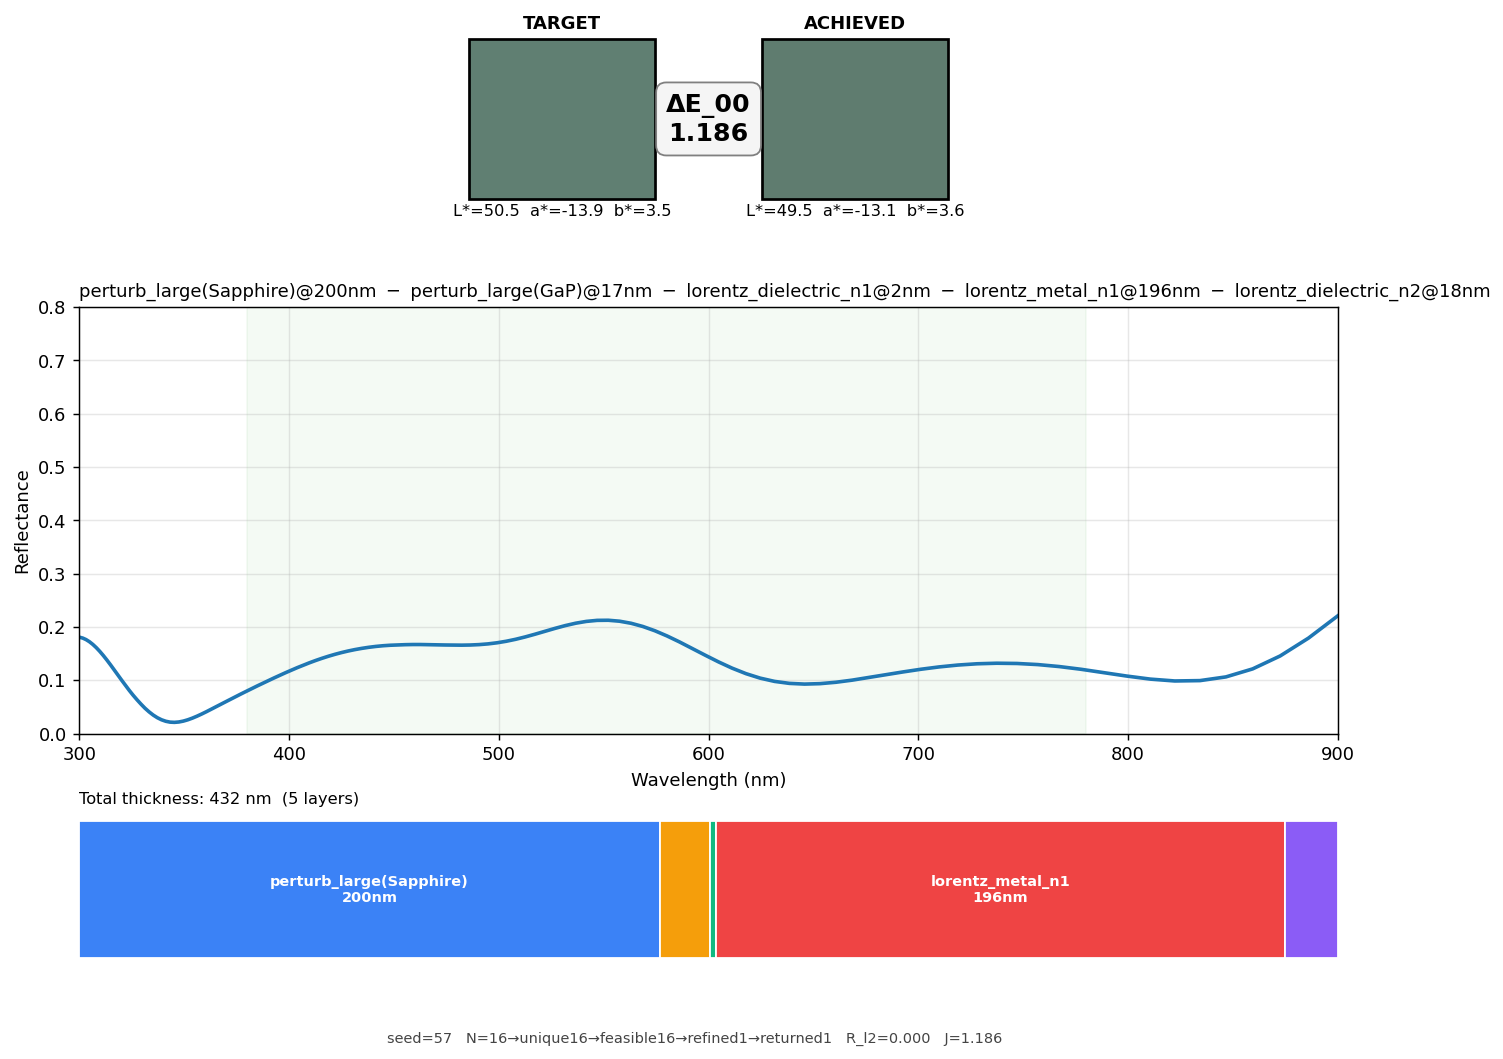 TARGET
ACHIEVED
ΔE_00
1.186
L*=50.5 a*=-13.9 b*=3.5
L*=49.5 a*=-13.1 b*=3.6
perturb_large(Sapphire)@200nm − perturb_large(GaP)@17nm − lorentz_dielectric_n1@2nm − lorentz_metal_n1@196nm − lorentz_dielectric_n2@18nm
0.8
0.7
0.6
0.5
0.4
0.3
0.2
0.1
0.0
Reflectance
300 400 500 600 700 800 900
Wavelength (nm)
Total thickness: 432 nm (5 layers)
perturb_large(Sapphire)
200nm
lorentz_metal_n1
196nm
seed=57 N=16→unique16→feasible16→refined1→returned1 R_l2=0.000 J=1.186